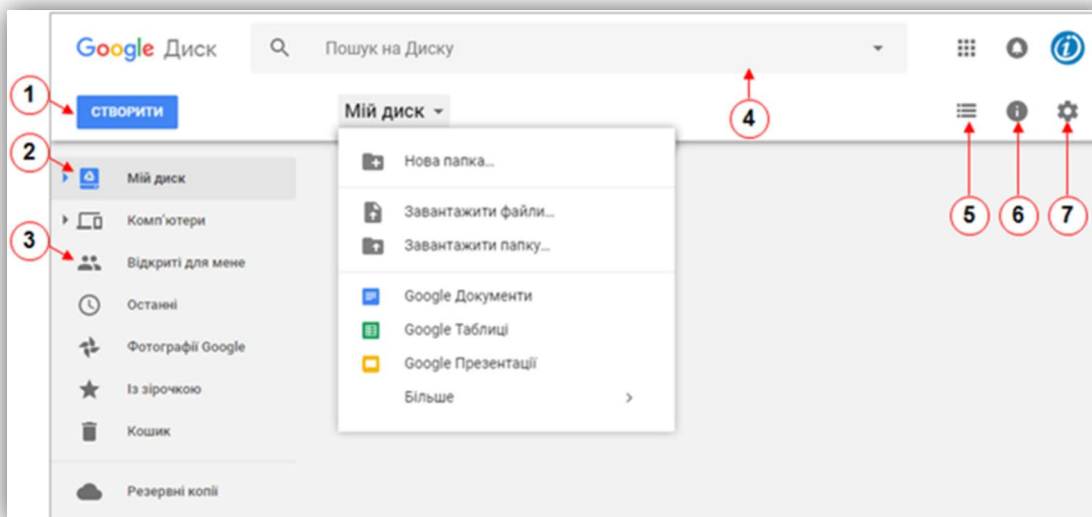 Google Диск
Пошук на Диску
1
СТВОРИТИ
Мій диск
4
2
Мій диск
Нова папка...
Комп'ютери
Завантажити файли...
5 6 7
3
Відкриті для мене
Завантажити папку...
Останні
Google Документи
Google Таблиці
Фотографії Google
Google Презентації
Із зірочкою
Більше
Кошик
Резервні копії